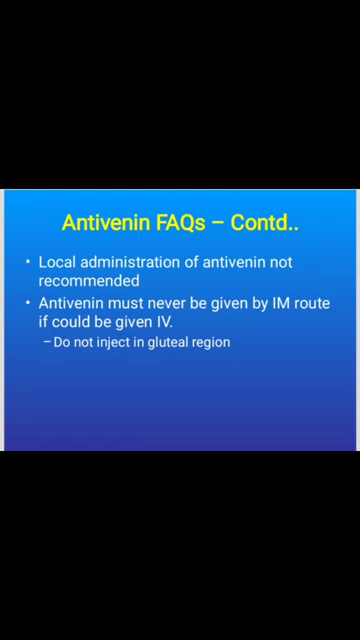 Antivenin FAQs – Contd..
• Local administration of antivenin not
recommended
• Antivenin must never be given by IM route
if could be given IV.
– Do not inject in gluteal region